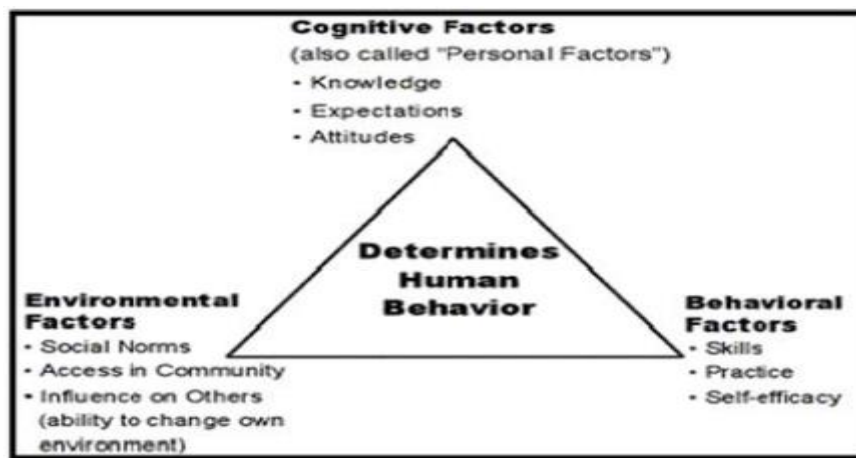 Cognitive Factors
(also called "Personal Factors")
• Knowledge
• Expectations
• Attitudes
Determines
Human
Behavior
Environmental
Factors
• Social Norms
• Access in Community
• Influence on Others
(ability to change own
environment)
Behavioral
Factors
• Skills
• Practice
• Self-efficacy